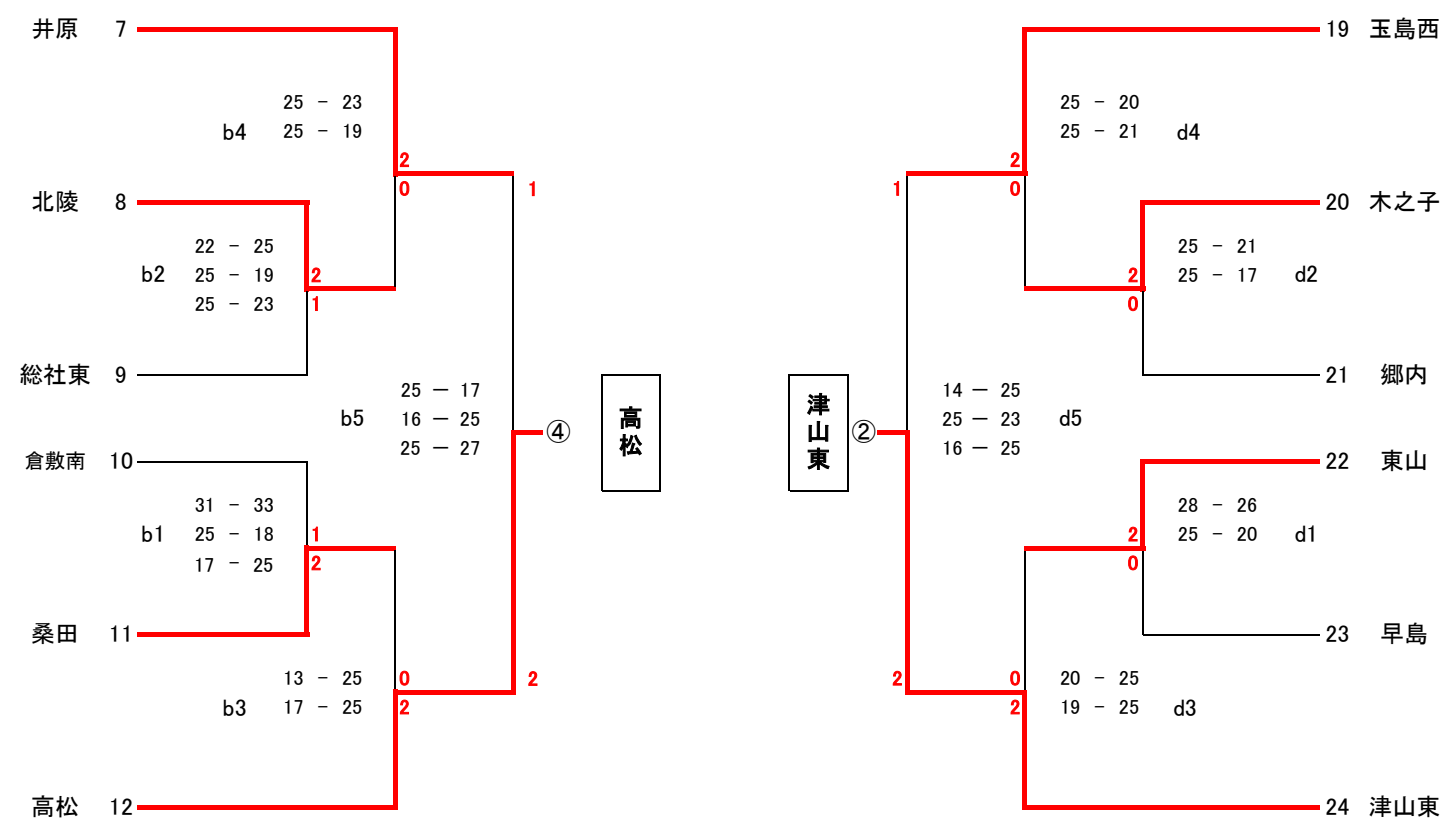 井原 7
25 - 23
b4 25 - 19
2
0
1
北陵 8
22 - 25
b2 25 - 19
25 - 23
2
1
総社東 9
25 － 17
b5 16 － 25
25 － 27
④
高松
倉敷南 10
31 - 33
b1 25 - 18
17 - 25
1
2
桑田 11
13 - 25
b3 17 - 25
0
2
2
高松 12
19 玉島西
25 - 20
25 - 21 d4
2
0
1
20 木之子
25 - 21
25 - 17 d2
2
0
21 郷内
14 － 25
25 － 23 d5
16 － 25
②
津山東
22 東山
28 - 26
25 - 20 d1
2
0
23 早島
20 - 25
19 - 25 d3
0
2
2
24 津山東